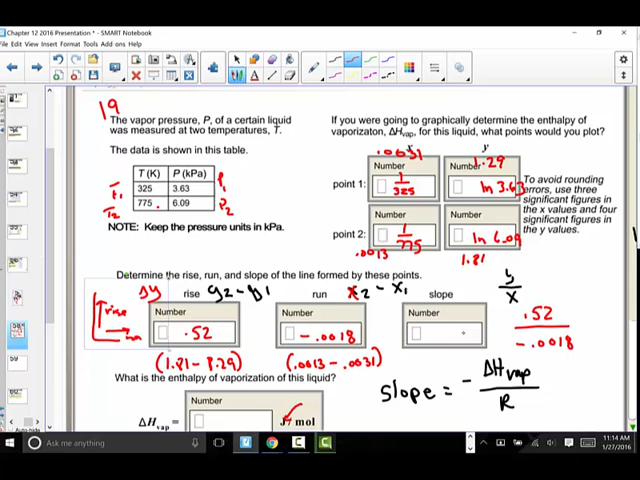 Chapter 12 2016 Presentation * - SMART Notebook
File Edit View Insert Format Tools Add-ons Help
19
The vapor pressure, P, of a certain liquid
was measured at two temperatures, T.
The data is shown in this table.
T (K) P (kPa)
T1 325 3.63 P1
T2 775 . 6.09 P2
NOTE: Keep the pressure units in kPa.
If you were going to graphically determine the enthalpy of
vaporizaton, ΔHvap, for this liquid, what points would you plot?
x y
.0031 1.29
Number Number
point 1: 1/325 ln 3.63
Number Number
point 2: 1/775 ln 6.09
.0013 1.81
To avoid rounding
errors, use three
significant figures in
the x values and four
significant figures in
the y values.
Determine the rise, run, and slope of the line formed by these points.
Δy rise y2 - y1 run x2 - x1 slope
rise
run
Number Number Number
.52 -.0018
(1.81 - 1.29) (.0013 - .0031)
y/x
.52/-.0018
slope = - ΔHvap/R
What is the enthalpy of vaporization of this liquid?
Number
ΔHvap = J / mol
59
60
Auto-hide
Ask me anything
11:14 AM
1/27/2016